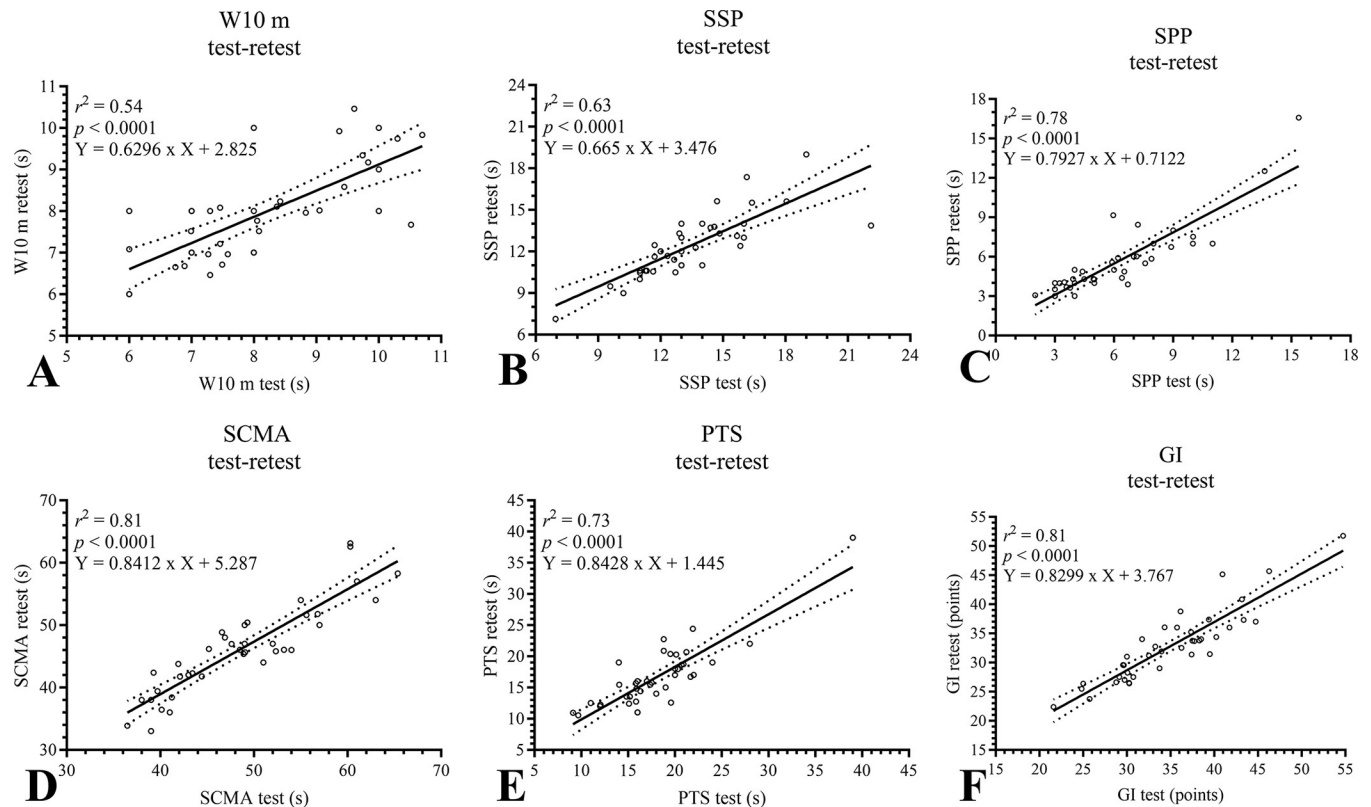 W10 m
test-retest
r² = 0.54
p < 0.0001
Y = 0.6296 x X + 2.825
W10 m retest (s)
11
10
9
8
7
6
5
5 6 7 8 9 10 11
W10 m test (s)
A
SSP
test-retest
r² = 0.63
p < 0.0001
Y = 0.665 x X + 3.476
SSP retest (s)
24
21
18
15
12
9
6
6 9 12 15 18 21 24
SSP test (s)
B
SPP
test-retest
r² = 0.78
p < 0.0001
Y = 0.7927 x X + 0.7122
SPP retest (s)
18
15
12
9
6
3
0
0 3 6 9 12 15 18
SPP test (s)
C
SCMA
test-retest
r² = 0.81
p < 0.0001
Y = 0.8412 x X + 5.287
SCMA retest (s)
70
60
50
40
30
30 40 50 60 70
SCMA test (s)
D
PTS
test-retest
r² = 0.73
p < 0.0001
Y = 0.8428 x X + 1.445
PTS retest (s)
45
40
35
30
25
20
15
10
5
5 10 15 20 25 30 35 40 45
PTS test (s)
E
GI
test-retest
r² = 0.81
p < 0.0001
Y = 0.8299 x X + 3.767
GI retest (points)
55
50
45
40
35
30
25
20
15
15 20 25 30 35 40 45 50 55
GI test (points)
F